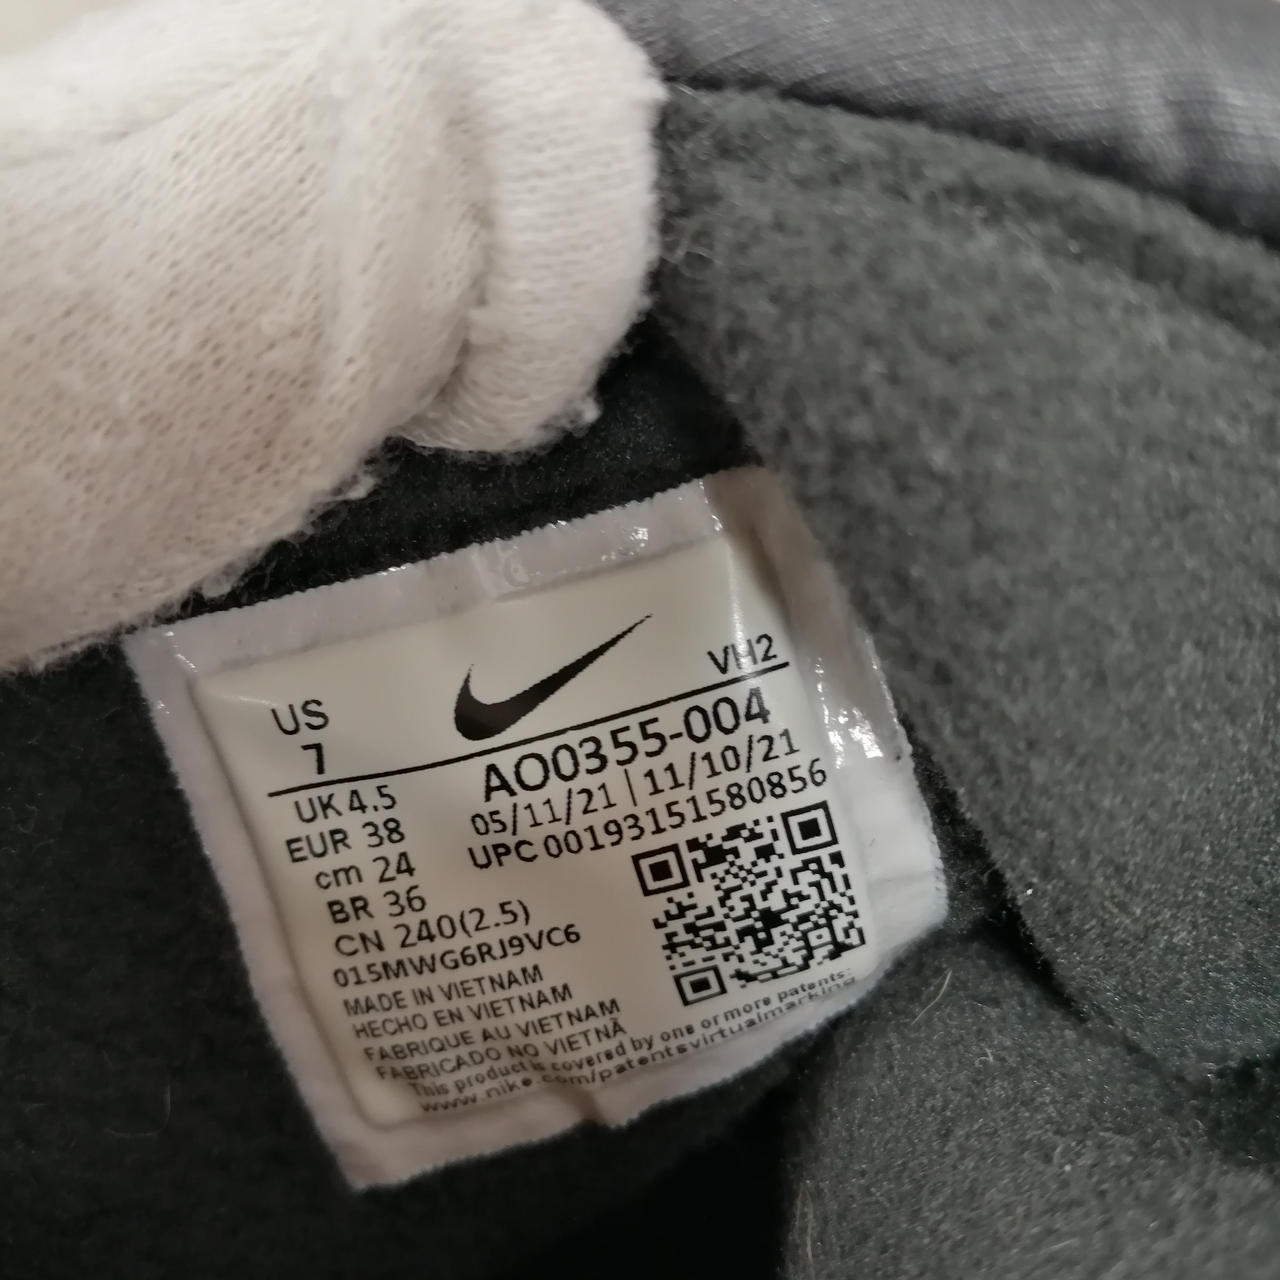 US
7
VH2
UK 4.5
EUR 38
cm 24
BR 36
CN 240(2.5)
AO0355-004
05/11/21 | 11/10/21
UPC 00193151580856
015MWG6RJ9VC6
MADE IN VIETNAM
HECHO EN VIETNAM
FABRIQUE AU VIETNAM
FABRICADO NO VIETNÃ
This product is covered by one or more patents:
www.nike.com/patentsvirtualmarking